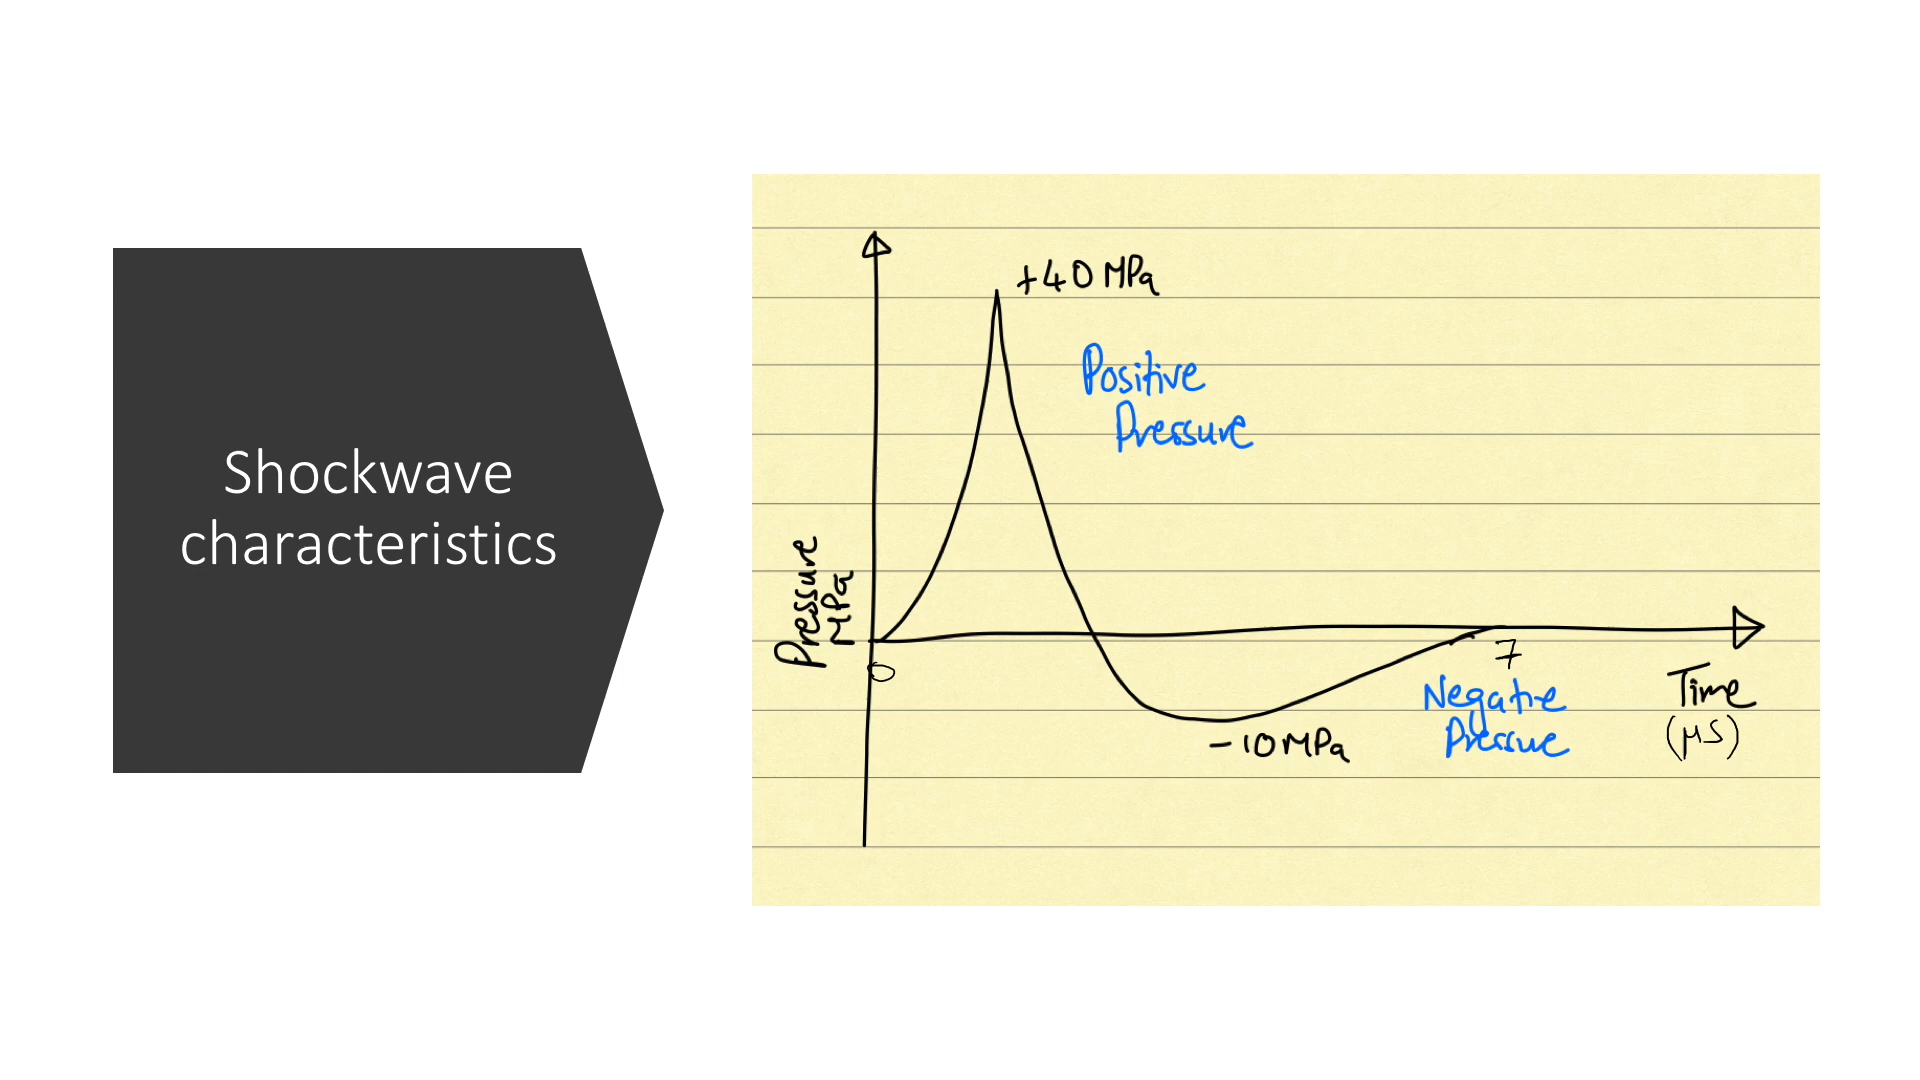 Shockwave
characteristics
+40 MPa
Positive
Pressure
Pressure
MPa
0
7
Negative
Pressure
-10 MPa
Time
(µS)